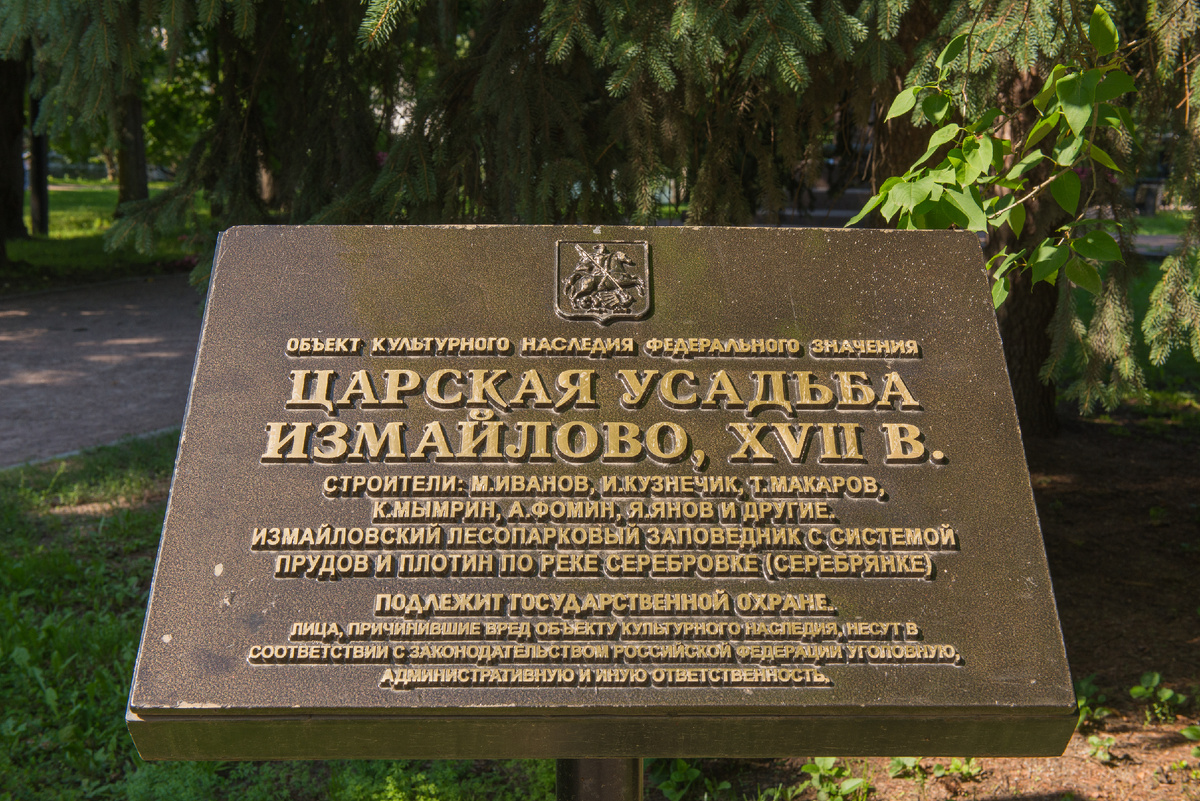 ОБЪЕКТ КУЛЬТУРНОГО НАСЛЕДИЯ ФЕДЕРАЛЬНОГО ЗНАЧЕНИЯ
ЦАРСКАЯ УСАДЬБА
ИЗМАЙЛОВО, XVII В.
СТРОИТЕЛИ: М.ИВАНОВ, И.КУЗНЕЧИК, Т.МАКАРОВ,
К.МЫМРИН, А.ФОМИН, Я.ЯНОВ И ДРУГИЕ.
ИЗМАЙЛОВСКИЙ ЛЕСОПАРКОВЫЙ ЗАПОВЕДНИК С СИСТЕМОЙ
ПРУДОВ И ПЛОТИН ПО РЕКЕ СЕРЕБРОВКЕ (СЕРЕБРЯНКЕ)
ПОДЛЕЖИТ ГОСУДАРСТВЕННОЙ ОХРАНЕ.
ЛИЦА, ПРИЧИНИВШИЕ ВРЕД ОБЪЕКТУ КУЛЬТУРНОГО НАСЛЕДИЯ, НЕСУТ В
СООТВЕТСТВИИ С ЗАКОНОДАТЕЛЬСТВОМ РОССИЙСКОЙ ФЕДЕРАЦИИ УГОЛОВНУЮ,
АДМИНИСТРАТИВНУЮ И ИНУЮ ОТВЕТСТВЕННОСТЬ.